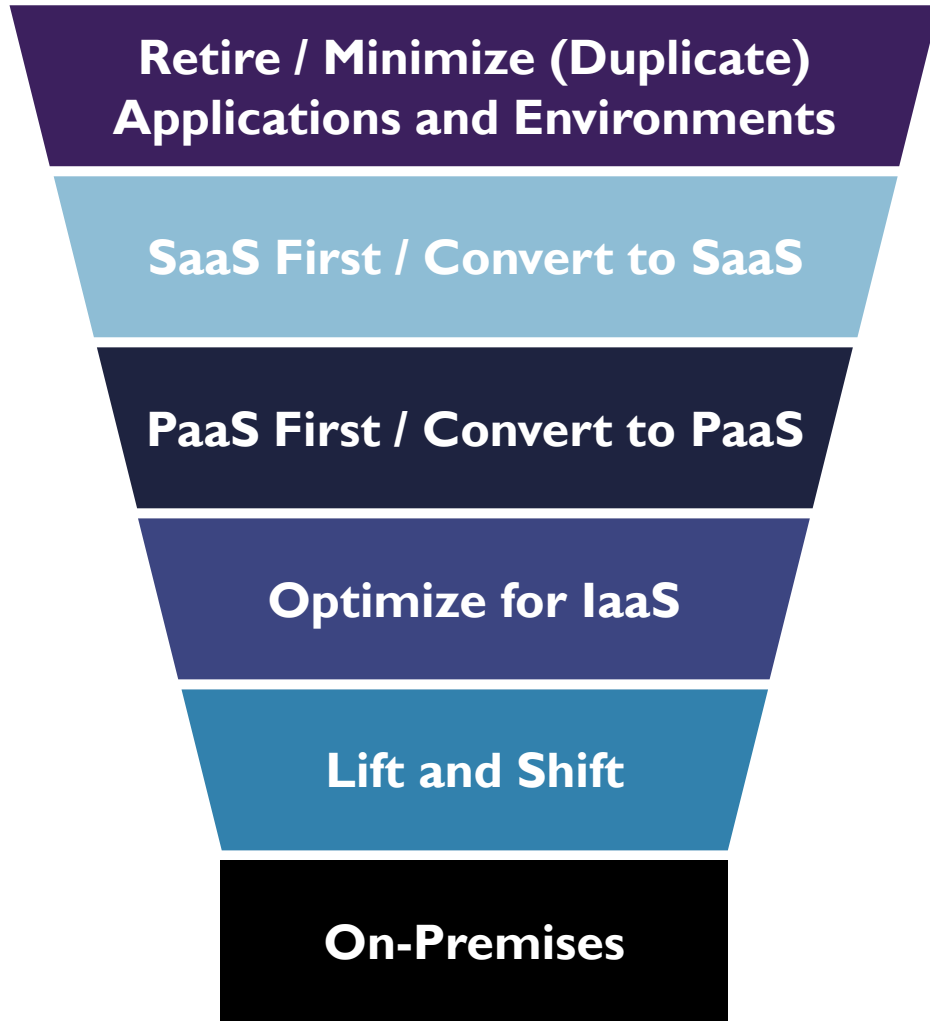 Retire / Minimize (Duplicate)
Applications and Environments
SaaS First / Convert to SaaS
PaaS First / Convert to PaaS
Optimize for IaaS
Lift and Shift
On-Premises